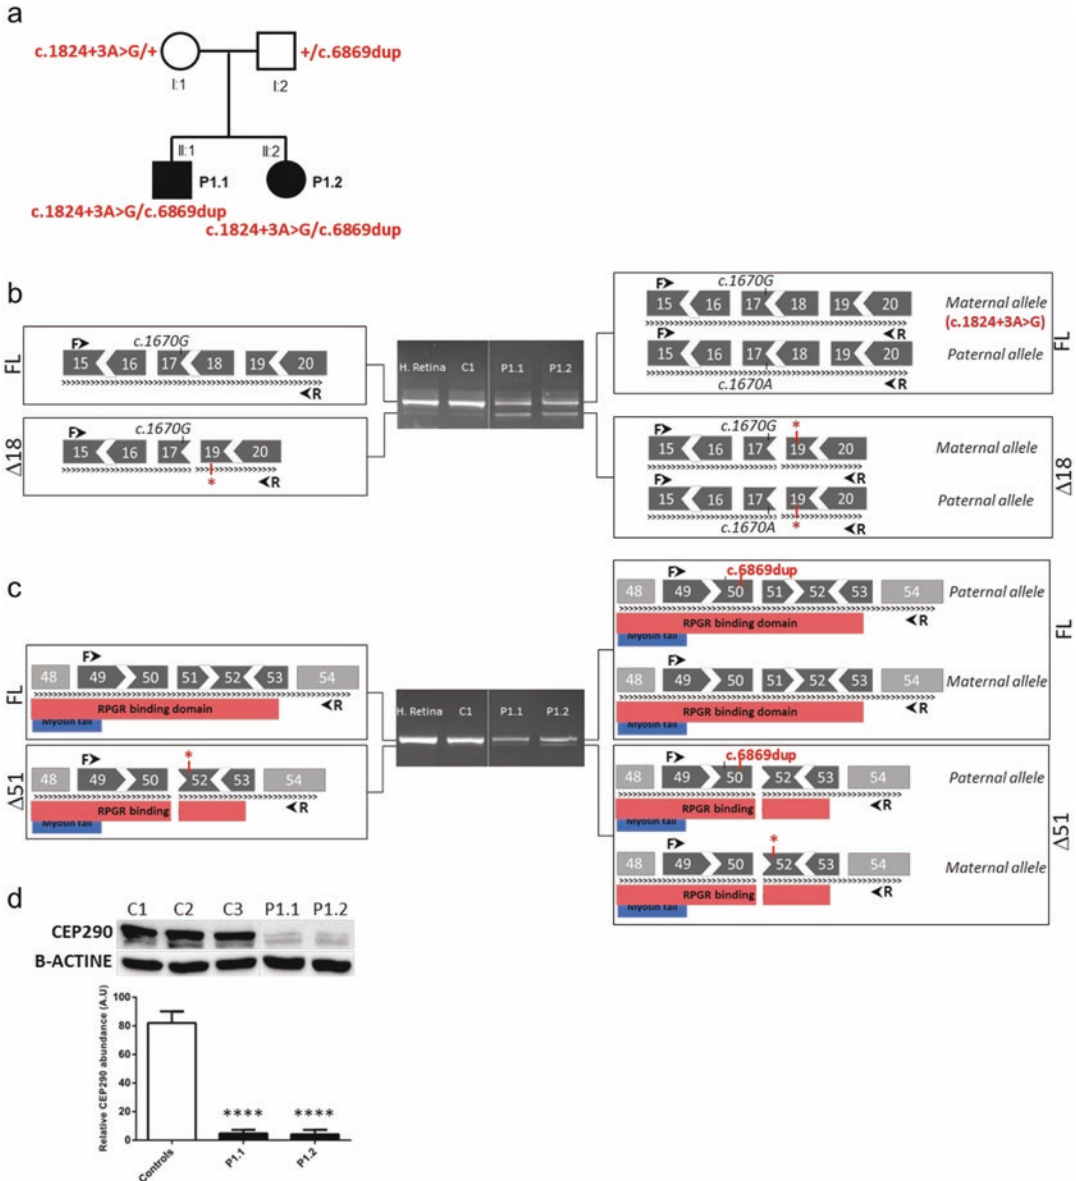 a
c.1824+3A>G/+
+/c.6869dup
I:1
I:2
II:1
II:2
P1.1
P1.2
c.1824+3A>G/c.6869dup
c.1824+3A>G/c.6869dup
b
FL
F
c.1670G
15 16 17 18 19 20
R
Δ18
F
c.1670G
15 16 17 19 20
*
R
H. Retina C1 P1.1 P1.2
F
c.1670G
15 16 17 18 19 20
Maternal allele
(c.1824+3A>G)
R
F
15 16 17 18 19 20
Paternal allele
c.1670A
R
FL
F
c.1670G
*
15 16 17 19 20
Maternal allele
R
F
15 16 17 19 20
Paternal allele
c.1670A
*
R
Δ18
c
FL
F
48 49 50 51 52 53 54
RPGR binding domain
R
Myosin tail
Δ51
F
*
48 49 50 52 53 54
RPGR binding
R
Myosin tail
H. Retina C1 P1.1 P1.2
F
c.6869dup
48 49 50 51 52 53 54
Paternal allele
RPGR binding domain
R
Myosin tail
F
48 49 50 51 52 53 54
Maternal allele
RPGR binding domain
R
Myosin tail
FL
F
c.6869dup
48 49 50 52 53 54
Paternal allele
RPGR binding
R
Myosin tail
F
*
48 49 50 52 53 54
Maternal allele
RPGR binding
R
Myosin tail
Δ51
d
C1 C2 C3 P1.1 P1.2
CEP290
B-ACTINE
Relative CEP290 abundance (A.U)
100
80
60
40
20
0
**** ****
Controls P1.1 P1.2